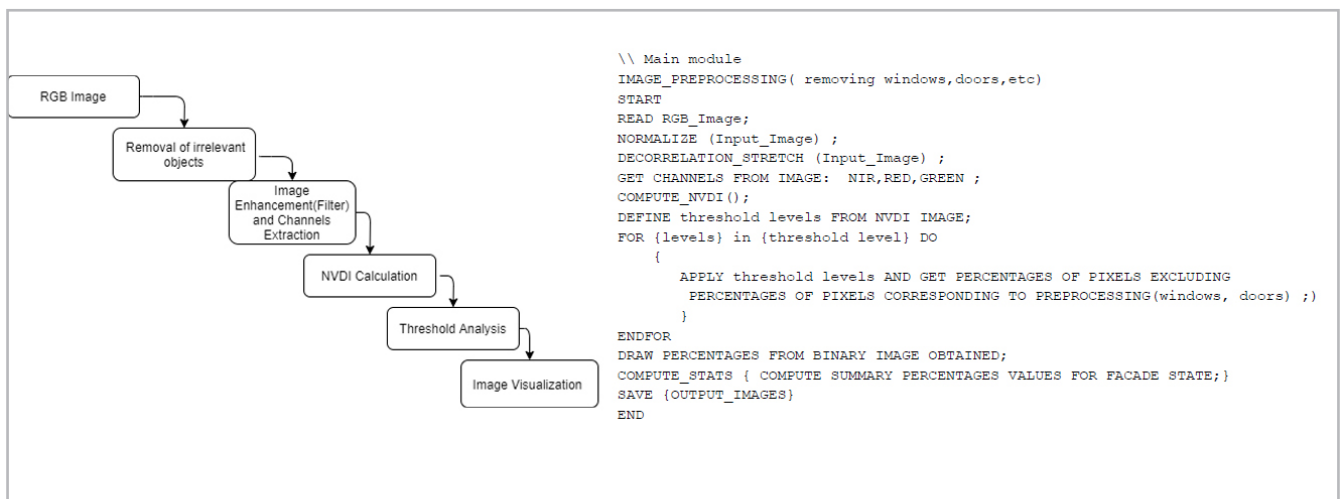 RGB Image
Removal of irrelevant
objects
Image
Enhancement(Filter)
and Channels
Extraction
NVDI Calculation
Threshold Analysis
Image Visualization
\\ Main module
IMAGE_PREPROCESSING( removing windows,doors,etc)
START
READ RGB_Image;
NORMALIZE (Input_Image) ;
DECORRELATION_STRETCH (Input_Image) ;
GET CHANNELS FROM IMAGE:  NIR,RED,GREEN ;
COMPUTE_NVDI();
DEFINE threshold levels FROM NVDI IMAGE;
FOR {levels} in {threshold level} DO
{
APPLY threshold levels AND GET PERCENTAGES OF PIXELS EXCLUDING
PERCENTAGES OF PIXELS CORRESPONDING TO PREPROCESSING(windows, doors) ;)
}
ENDFOR
DRAW PERCENTAGES FROM BINARY IMAGE OBTAINED;
COMPUTE_STATS { COMPUTE SUMMARY PERCENTAGES VALUES FOR FACADE STATE;}
SAVE {OUTPUT_IMAGES}
END